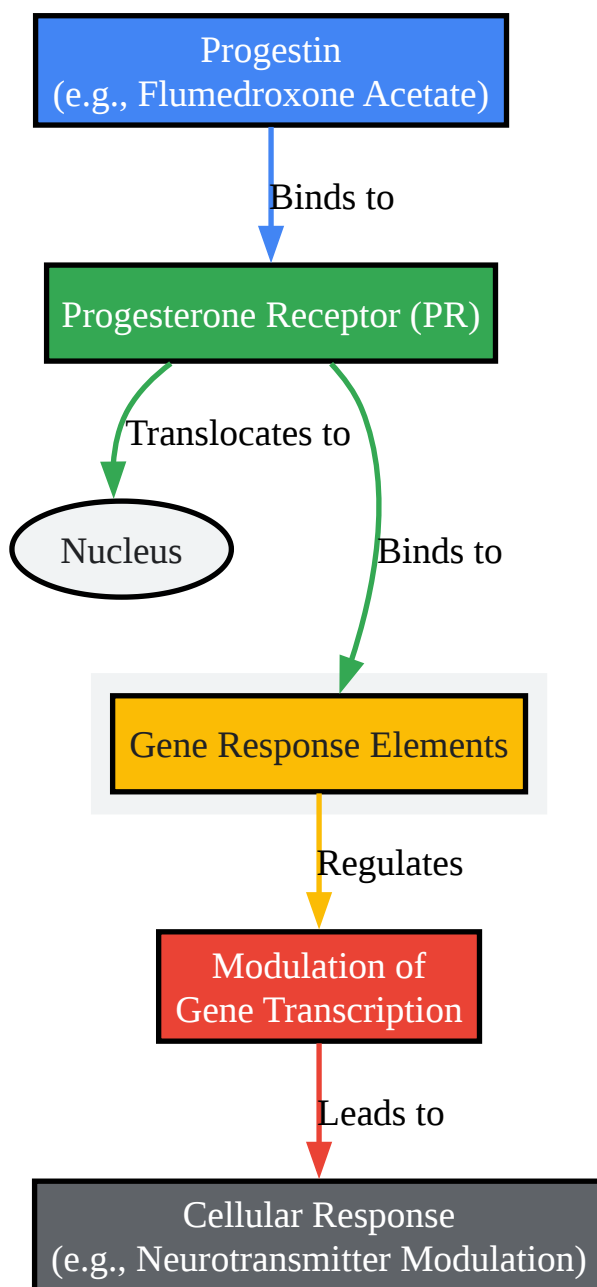 Progestin
(e.g., Flumedroxone Acetate)
Binds to
Progesterone Receptor (PR)
Translocates to
Nucleus
Binds to
Gene Response Elements
Regulates
Modulation of
Gene Transcription
Leads to
Cellular Response
(e.g., Neurotransmitter Modulation)